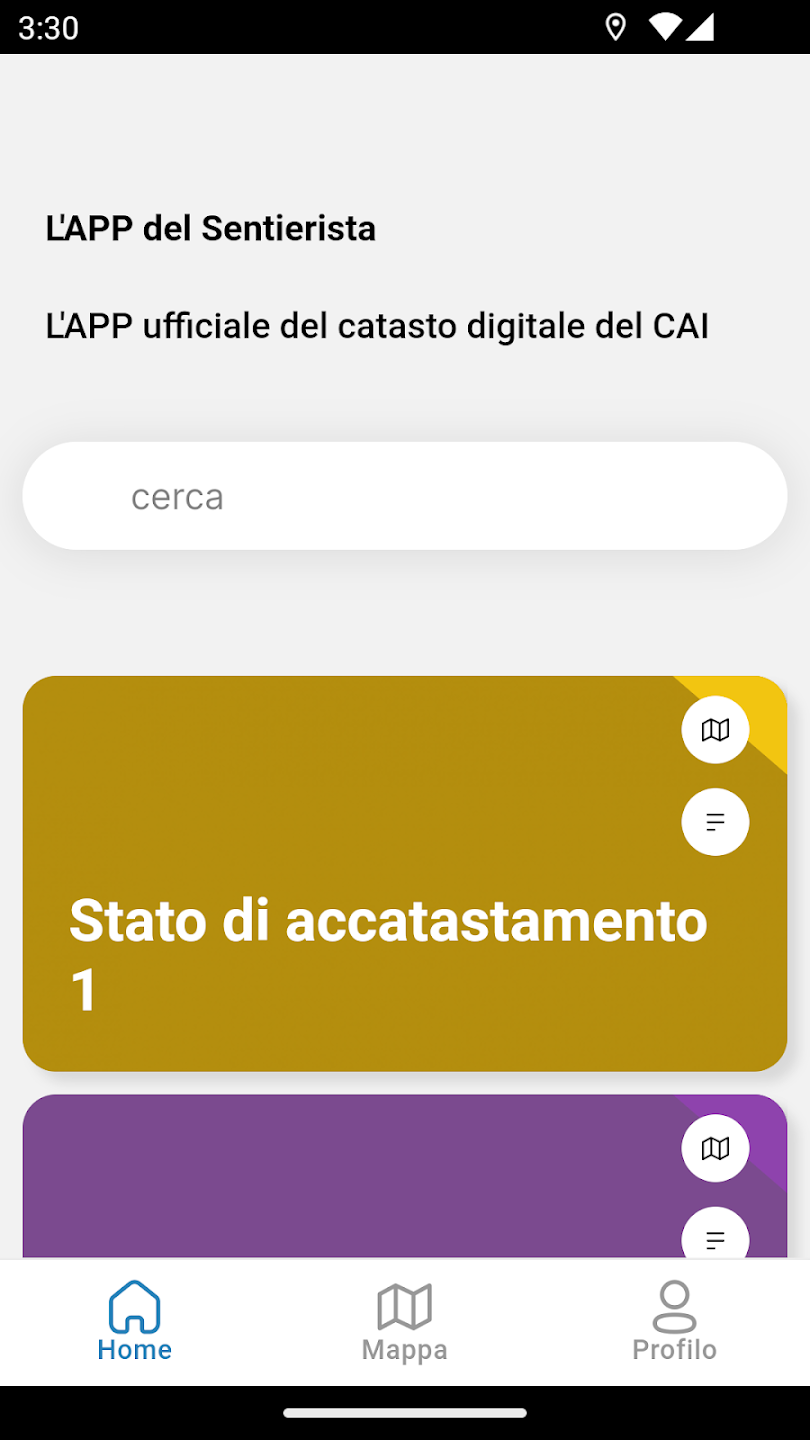 3:30
L'APP del Sentierista
L'APP ufficiale del catasto digitale del CAI
cerca
Stato di accatastamento
1
Home
Mappa
Profilo